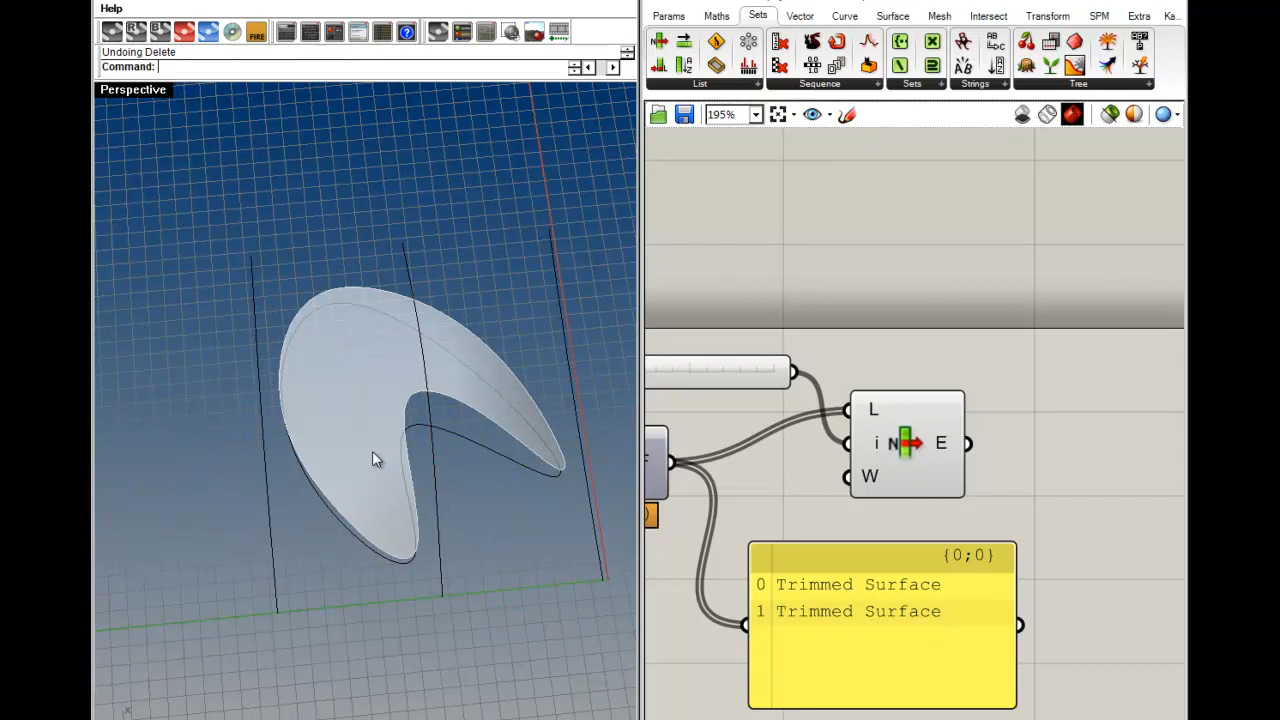 Help
Undoing Delete
Command:
Perspective
Params Maths Sets Vector Curve Surface Mesh Intersect Transform SPM Extra Ka...
List Sequence Sets Strings Tree
195%
L
i N E
W
{0;0}
0 Trimmed Surface
1 Trimmed Surface
x